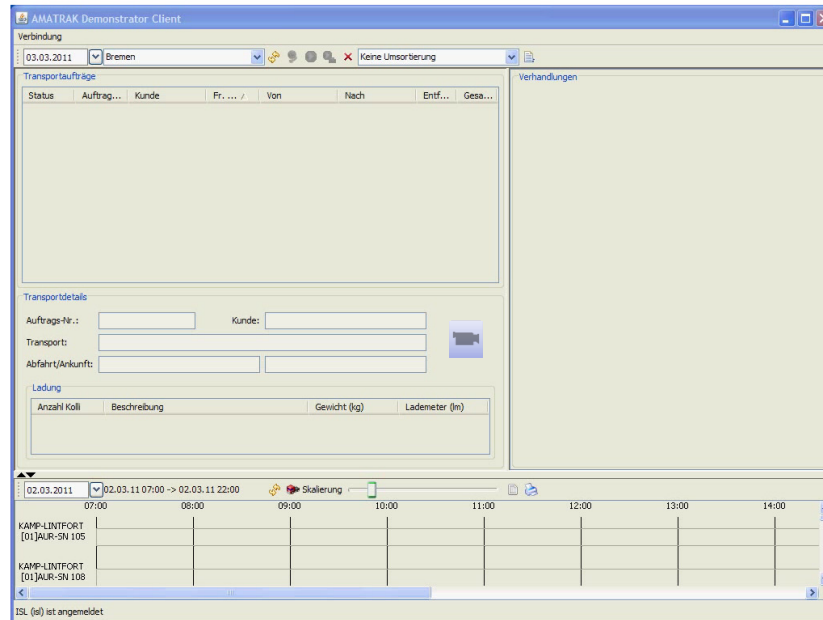 AMATRAK Demonstrator Client
Verbindung
03.03.2011 Bremen Keine Umsortierung
Transportaufträge
Status Auftrag... Kunde Fr. ... / Von Nach Entf... Gesa...
Verhandlungen
Transportdetails
Auftrags-Nr.: Kunde:
Transport:
Abfahrt/Ankunft:
Ladung
Anzahl Kolli Beschreibung Gewicht (kg) Lademeter (lm)
02.03.2011 02.03.11 07:00 -> 02.03.11 22:00 Skalierung
07:00 08:00 09:00 10:00 11:00 12:00 13:00 14:00
KAMP-LINTFORT
[01]AUR-SN 105
KAMP-LINTFORT
[01]AUR-SN 108
ISL (isl) ist angemeldet